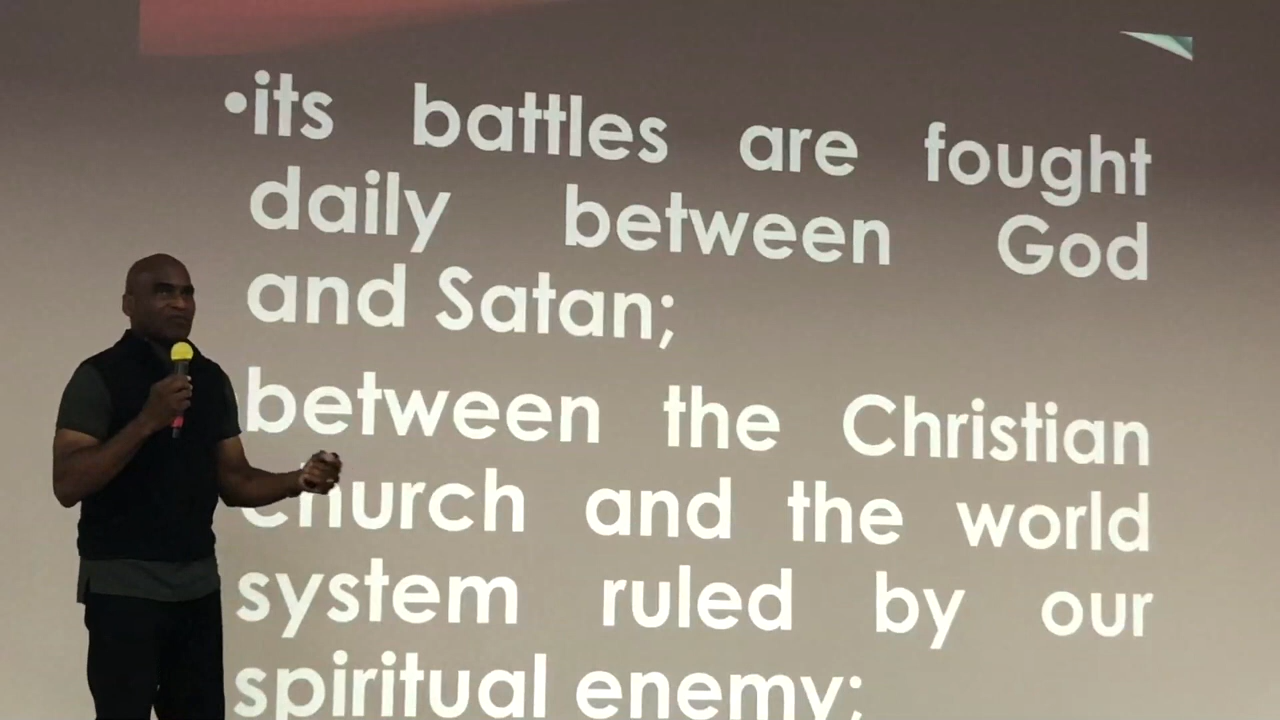 •its battles are fought
daily between God
and Satan;
between the Christian
church and the world
system ruled by our
spiritual enemy;